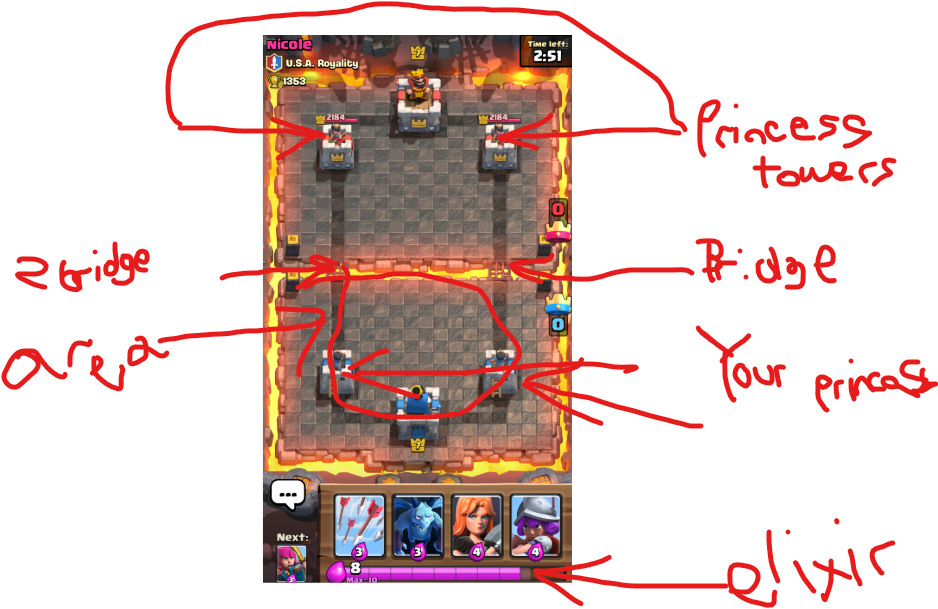 Nicole
U.S.A. Royality
1353
Time left:
2:51
2184
2184
Princess
towers
0
2 bridge
Bridge
area
0
Your princess
Next:
3
3
4
4
8
Max: 10
elixir